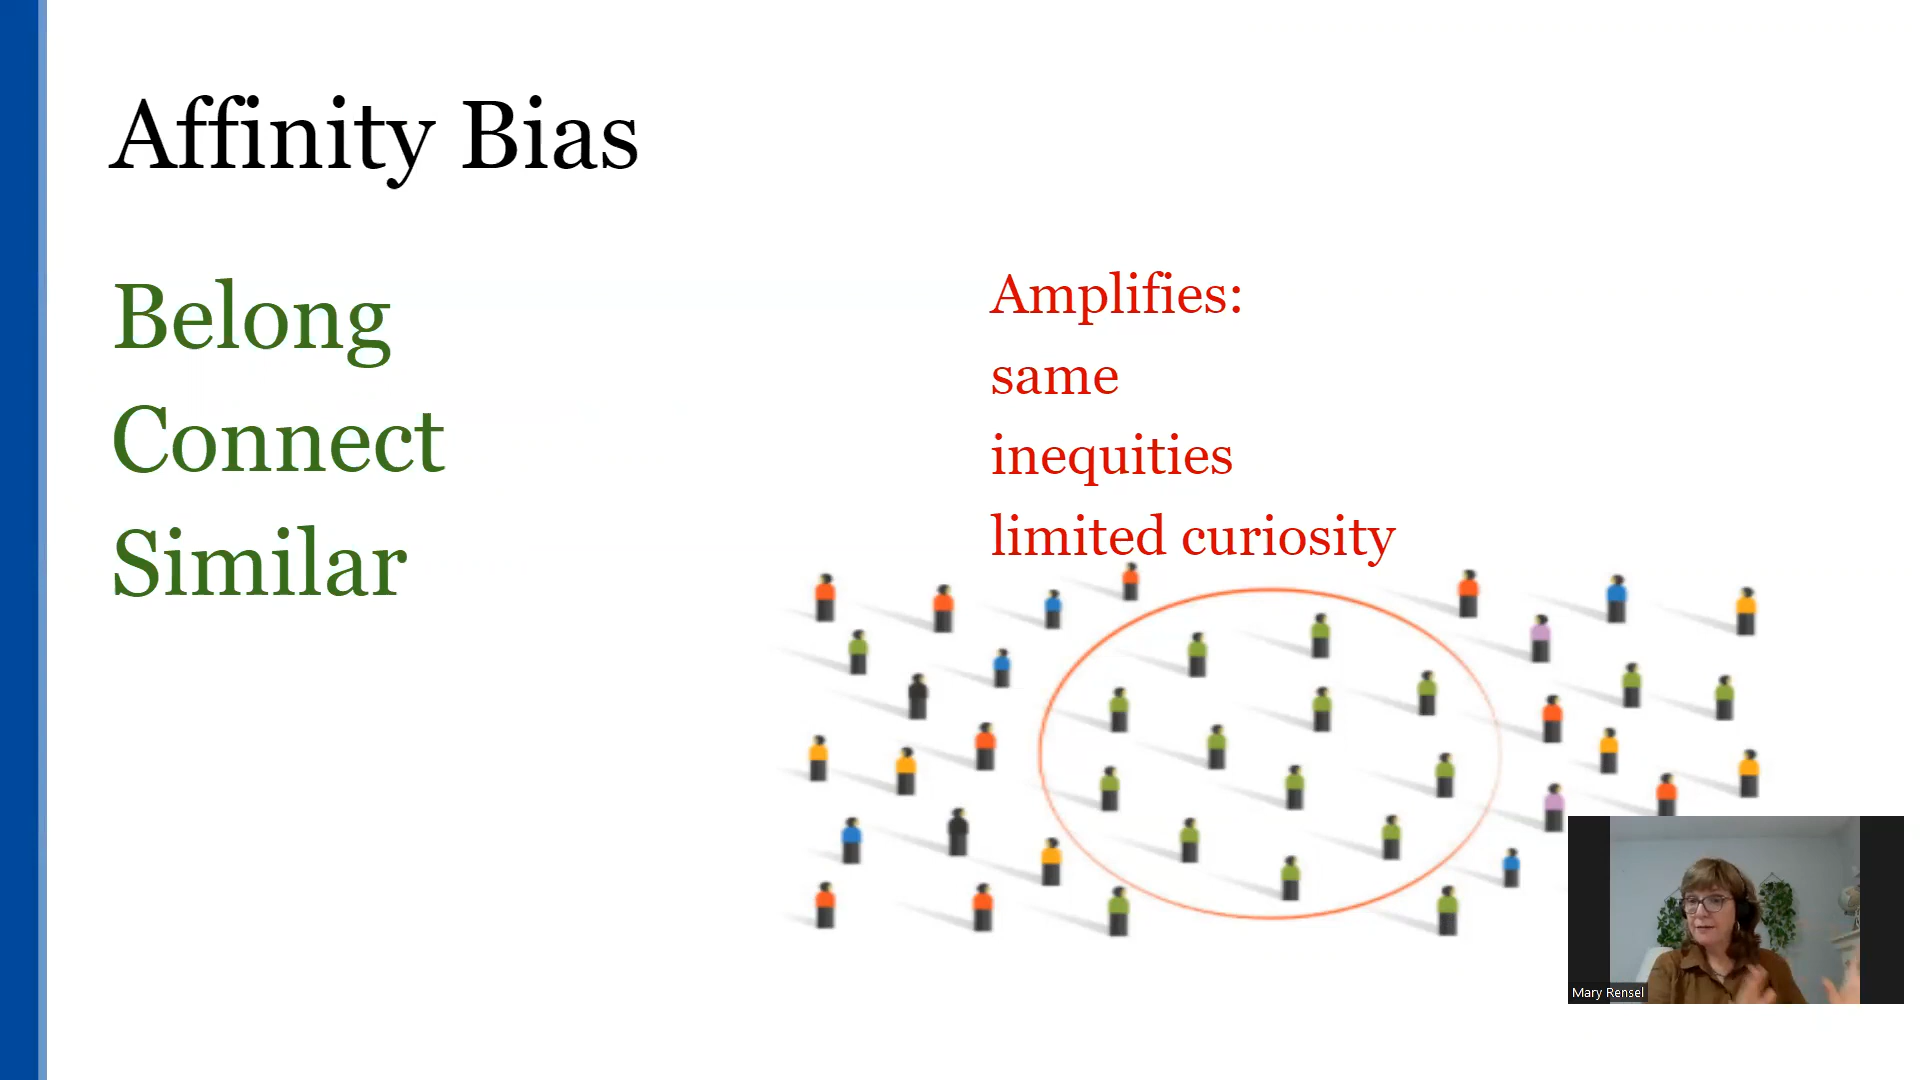 Affinity Bias
Belong
Connect
Similar
Amplifies:
same
inequities
limited curiosity
Mary Rensel